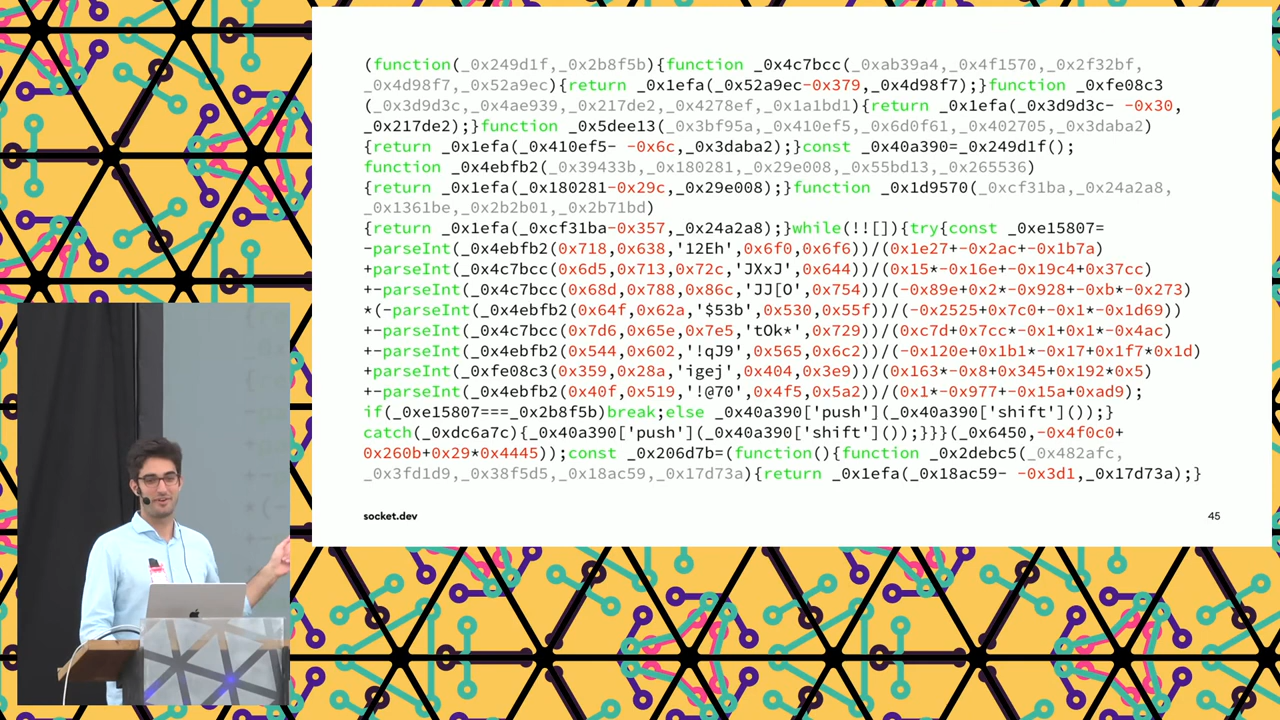 (function(_0x249d1f,_0x2b8f5b){function _0x4c7bcc(_0xab39a4,_0x4f1570,_0x2f32bf,
_0x4d98f7,_0x52a9ec){return _0x1efa(_0x52a9ec-0x379,_0x4d98f7);}function _0xfe08c3
(_0x3d9d3c,_0x4ae939,_0x217de2,_0x4278ef,_0x1a1bd1){return _0x1efa(_0x3d9d3c- -0x30,
_0x217de2);}function _0x5dee13(_0x3bf95a,_0x410ef5,_0x6d0f61,_0x402705,_0x3daba2)
{return _0x1efa(_0x410ef5- -0x6c,_0x3daba2);}const _0x40a390=_0x249d1f();
function _0x4ebfb2(_0x39433b,_0x180281,_0x29e008,_0x55bd13,_0x265536)
{return _0x1efa(_0x180281-0x29c,_0x29e008);}function _0x1d9570(_0xcf31ba,_0x24a2a8,
_0x1361be,_0x2b2b01,_0x2b71bd)
{return _0x1efa(_0xcf31ba-0x357,_0x24a2a8);}while(!![]){try{const _0xe15807=
-parseInt(_0x4ebfb2(0x718,0x638,'12Eh',0x6f0,0x6f6))/(0x1e27+-0x2ac+-0x1b7a)
+parseInt(_0x4c7bcc(0x6d5,0x713,0x72c,'JXxJ',0x644))/(0x15*-0x16e+-0x19c4+0x37cc)
+-parseInt(_0x4c7bcc(0x68d,0x788,0x86c,'JJ[O',0x754))/(-0x89e+0x2*-0x928+-0xb*-0x273)
*(-parseInt(_0x4ebfb2(0x64f,0x62a,'$53b',0x530,0x55f))/(-0x2525+0x7c0+-0x1*-0x1d69))
+-parseInt(_0x4c7bcc(0x7d6,0x65e,0x7e5,'tOk*',0x729))/(0xc7d+0x7cc*-0x1+0x1*-0x4ac)
+-parseInt(_0x4ebfb2(0x544,0x602,'!qJ9',0x565,0x6c2))/(-0x120e+0x1b1*-0x17+0x1f7*0x1d)
+parseInt(_0xfe08c3(0x359,0x28a,'igej',0x404,0x3e9))/(0x163*-0x8+0x345+0x192*0x5)
+-parseInt(_0x4ebfb2(0x40f,0x519,'!@70',0x4f5,0x5a2))/(0x1*-0x977+-0x15a+0xad9);
if(_0xe15807===_0x2b8f5b)break;else _0x40a390['push'](_0x40a390['shift']());}
catch(_0xdc6a7c){_0x40a390['push'](_0x40a390['shift']());}}}(_0x6450,-0x4f0c0+
0x260b+0x29*0x4445));const _0x206d7b=(function(){function _0x2debc5(_0x482afc,
_0x3fd1d9,_0x38f5d5,_0x18ac59,_0x17d73a){return _0x1efa(_0x18ac59- -0x3d1,_0x17d73a);}
socket.dev
45